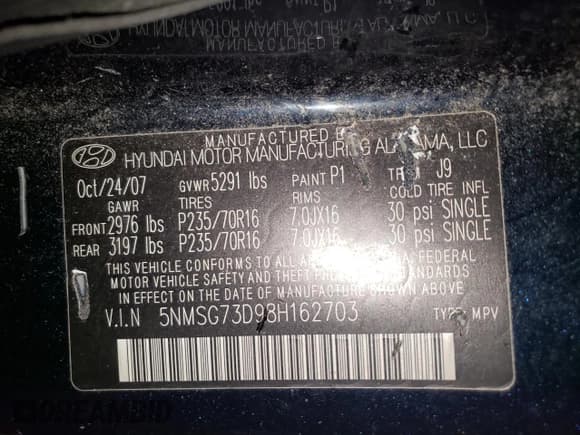 MANUFACTURED BY
HYUNDAI MOTOR MANUFACTURING ALABAMA, LLC
Oct/24/07 GVWR 5291 lbs PAINT P1 TRIM J9
GAWR TIRES RIMS COLD TIRE INFL
FRONT 2976 lbs P235/70R16 7.0JX16 30 psi SINGLE
REAR 3197 lbs P235/70R16 7.0JX16 30 psi SINGLE
THIS VEHICLE CONFORMS TO ALL APPLICABLE U.S.A. FEDERAL
MOTOR VEHICLE SAFETY AND THEFT PREVENTION STANDARDS
IN EFFECT ON THE DATE OF MANUFACTURE SHOWN ABOVE.
V.I.N 5NMSG73D98H162703 TYPE: MPV
DREAMBID